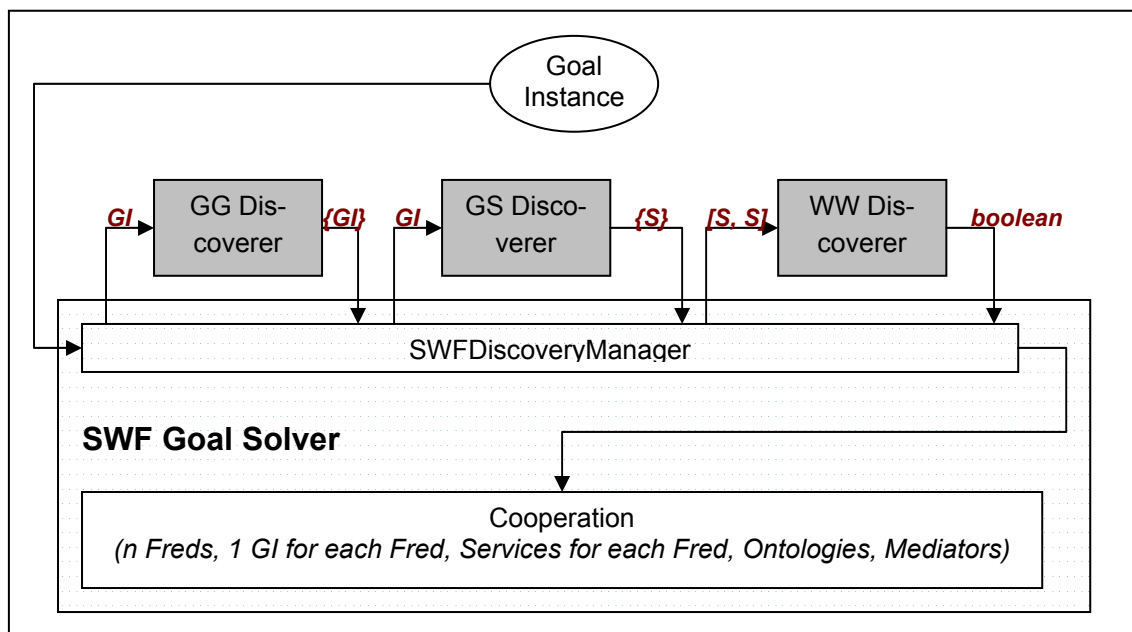 Goal
Instance
GI
GG Dis-
coverer
{GI}
GI
GS Disco-
verer
{S}
[S, S]
WW Dis-
coverer
boolean
SWFDiscoveryManager
SWF Goal Solver
Cooperation
(n Freds, 1 GI for each Fred, Services for each Fred, Ontologies, Mediators)